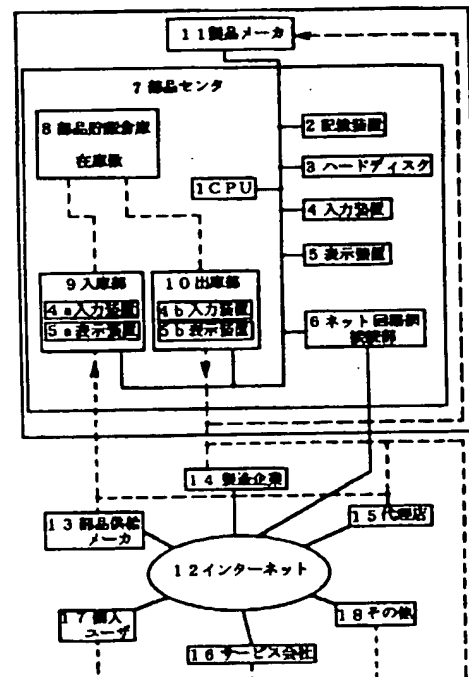 11製品メーカ
7部品センタ
8部品貯蔵倉庫
在庫数
2記憶装置
3ハードディスク
1CPU
4入力装置
5表示装置
9入庫部
4a入力装置
5a表示装置
10出庫部
4b入力装置
5b表示装置
6ネット回路網
接続部
14製造企業
13部品供給
メーカ
15代理店
12インターネット
17個人
ユーザ
18その他
16サービス会社